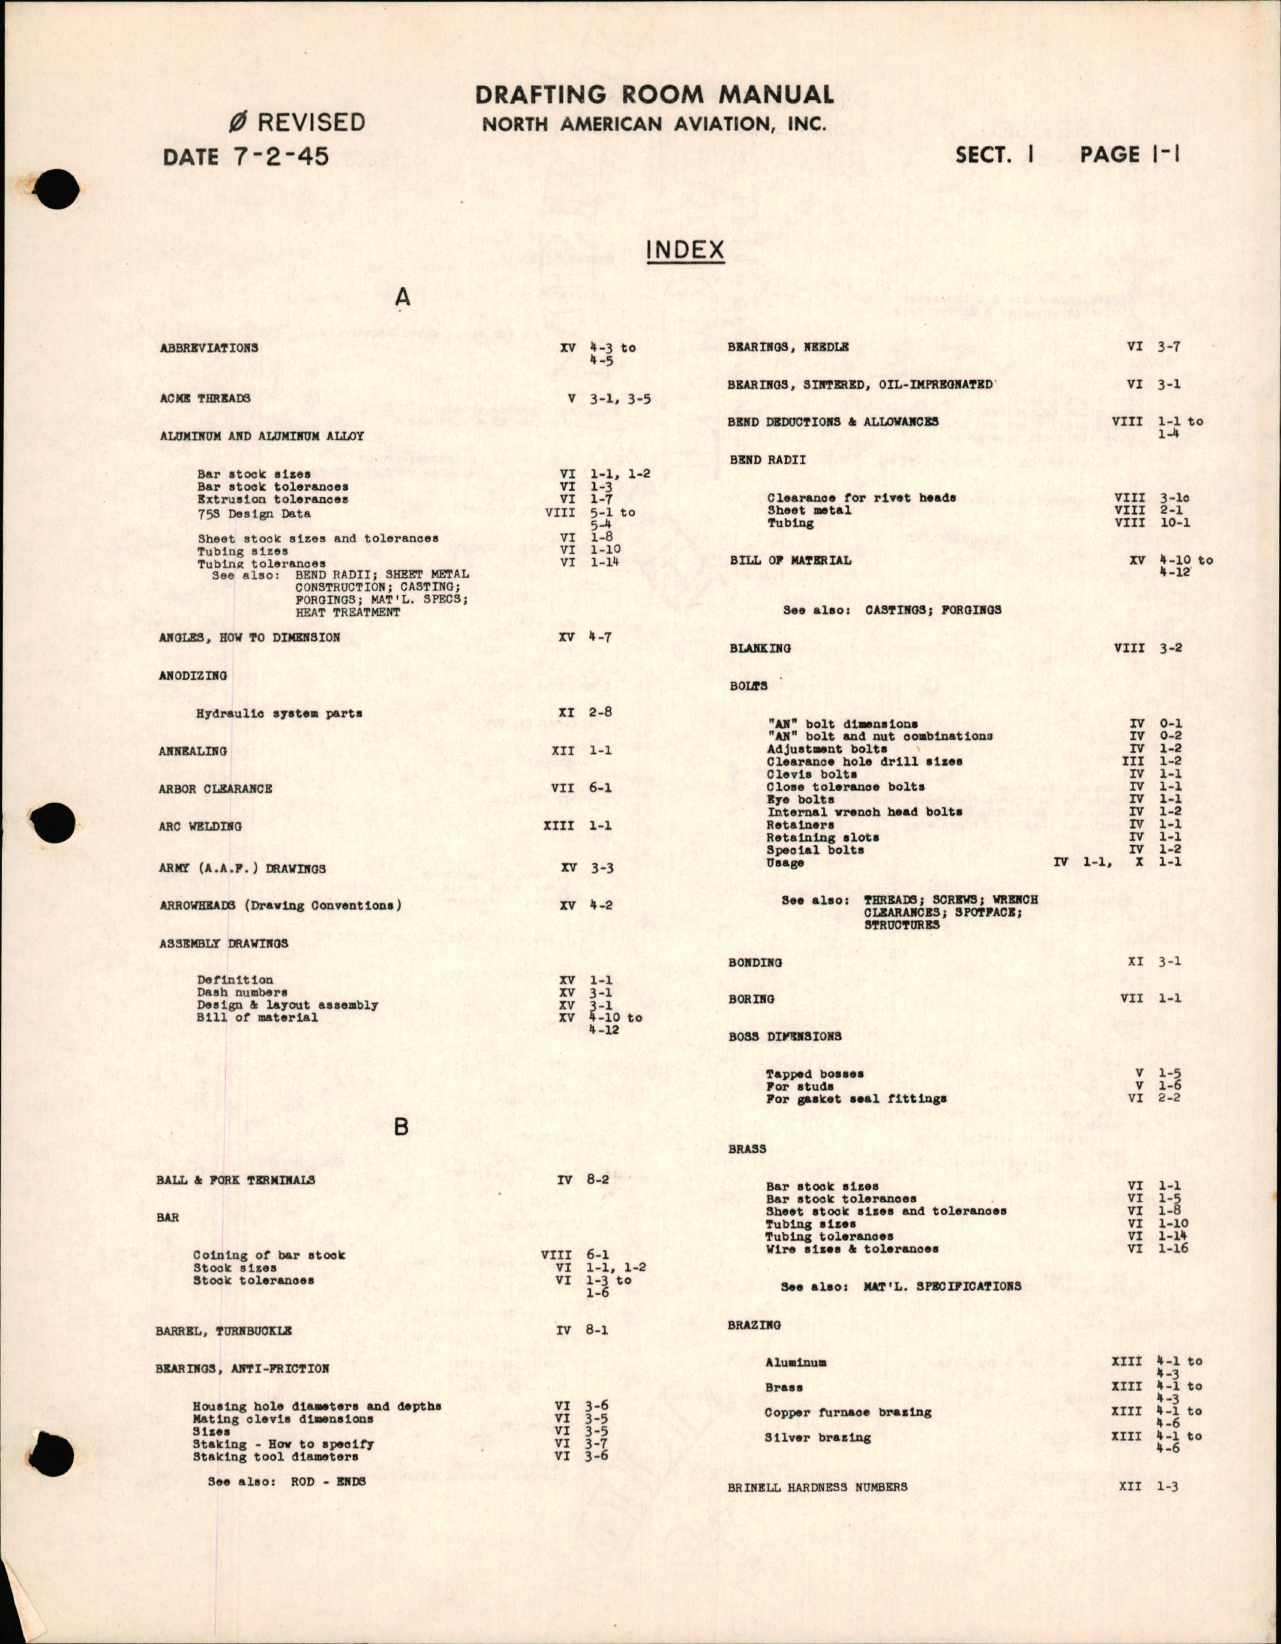 DRAFTING ROOM MANUAL
Ø REVISED NORTH AMERICAN AVIATION, INC.
DATE 7-2-45 SECT. 1 PAGE 1-1
INDEX
A
ABBREVIATIONS XV 4-3 to
4-5
ACME THREADS V 3-1, 3-5
ALUMINUM AND ALUMINUM ALLOY
Bar stock sizes VI 1-1, 1-2
Bar stock tolerances VI 1-3
Extrusion tolerances VI 1-7
75S Design Data VIII 5-1 to
5-4
Sheet stock sizes and tolerances VI 1-8
Tubing sizes VI 1-10
Tubing tolerances VI 1-14
See also: BEND RADII; SHEET METAL
CONSTRUCTION; CASTING;
FORGINGS; MAT'L. SPECS;
HEAT TREATMENT
ANGLES, HOW TO DIMENSION XV 4-7
ANODIZING
Hydraulic system parts XI 2-8
ANNEALING XII 1-1
ARBOR CLEARANCE VII 6-1
ARC WELDING XIII 1-1
ARMY (A.A.F.) DRAWINGS XV 3-3
ARROWHEADS (Drawing Conventions) XV 4-2
ASSEMBLY DRAWINGS
Definition XV 1-1
Dash numbers XV 3-1
Design & layout assembly XV 3-1
Bill of material XV 4-10 to
4-12
B
BALL & FORK TERMINALS IV 8-2
BAR
Coining of bar stock VIII 6-1
Stock sizes VI 1-1, 1-2
Stock tolerances VI 1-3 to
1-6
BARREL, TURNBUCKLE IV 8-1
BEARINGS, ANTI-FRICTION
Housing hole diameters and depths VI 3-6
Mating clevis dimensions VI 3-5
Sizes VI 3-5
Staking - How to specify VI 3-7
Staking tool diameters VI 3-6
See also: ROD - ENDS
BEARINGS, NEEDLE VI 3-7
BEARINGS, SINTERED, OIL-IMPREGNATED VI 3-1
BEND DEDUCTIONS & ALLOWANCES VIII 1-1 to
1-4
BEND RADII
Clearance for rivet heads VIII 3-10
Sheet metal VIII 2-1
Tubing VIII 10-1
BILL OF MATERIAL XV 4-10 to
4-12
See also: CASTINGS; FORGINGS
BLANKING VIII 3-2
BOLTS
"AN" bolt dimensions IV 0-1
"AN" bolt and nut combinations IV 0-2
Adjustment bolts IV 1-2
Clearance hole drill sizes III 1-2
Clevis bolts IV 1-1
Close tolerance bolts IV 1-1
Eye bolts IV 1-1
Internal wrench head bolts IV 1-2
Retainers IV 1-1
Retaining slots IV 1-1
Special bolts IV 1-2
Usage IV 1-1, X 1-1
See also: THREADS; SCREWS; WRENCH
CLEARANCES; SPOTFACE;
STRUCTURES
BONDING XI 3-1
BORING VII 1-1
BOSS DIMENSIONS
Tapped bosses V 1-5
For studs V 1-6
For gasket seal fittings VI 2-2
BRASS
Bar stock sizes VI 1-1
Bar stock tolerances VI 1-5
Sheet stock sizes and tolerances VI 1-8
Tubing sizes VI 1-10
Tubing tolerances VI 1-14
Wire sizes & tolerances VI 1-16
See also: MAT'L. SPECIFICATIONS
BRAZING
Aluminum XIII 4-1 to
4-3
Brass XIII 4-1 to
4-3
Copper furnace brazing XIII 4-1 to
4-6
Silver brazing XIII 4-1 to
4-6
BRINELL HARDNESS NUMBERS XII 1-3